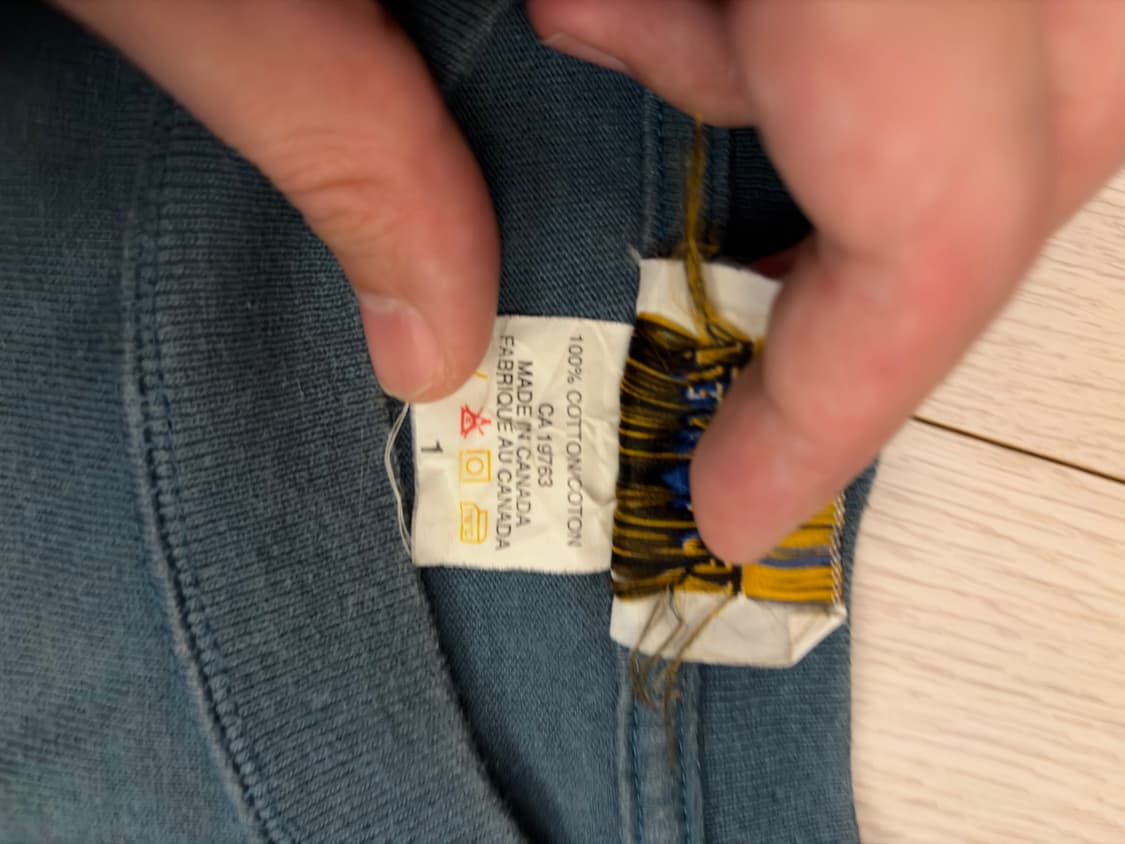 100% COTTON/COTON
CA 19763
MADE IN CANADA
FABRIQUE AU CANADA
1